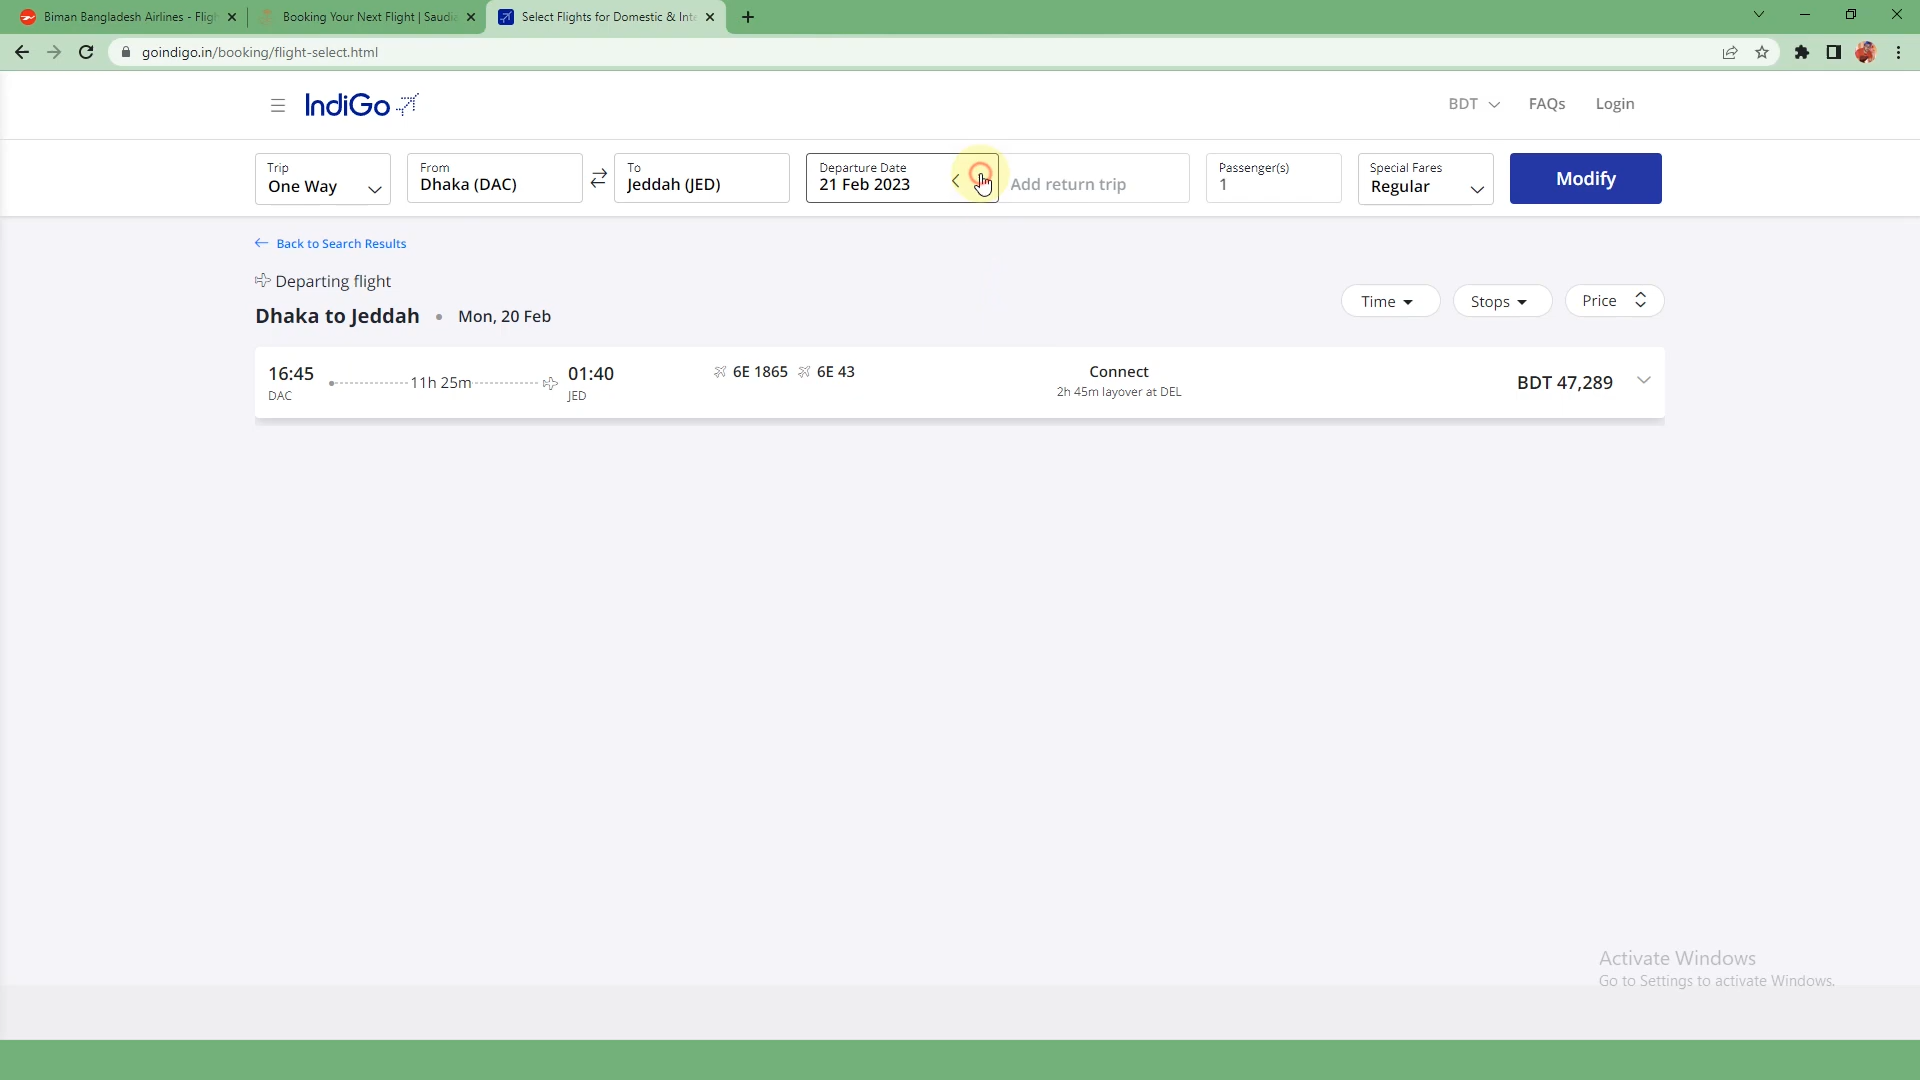 Biman Bangladesh Airlines - Fligh
Booking Your Next Flight | Saudia
Select Flights for Domestic & Inte
goindigo.in/booking/flight-select.html
IndiGo
BDT
FAQs
Login
Trip
One Way
From
Dhaka (DAC)
To
Jeddah (JED)
Departure Date
21 Feb 2023
Add return trip
Passenger(s)
1
Special Fares
Regular
Modify
Back to Search Results
Departing flight
Dhaka to Jeddah • Mon, 20 Feb
Time
Stops
Price
16:45
DAC
11h 25m
01:40
JED
6E 1865 6E 43
Connect
2h 45m layover at DEL
BDT 47,289
Activate Windows
Go to Settings to activate Windows.